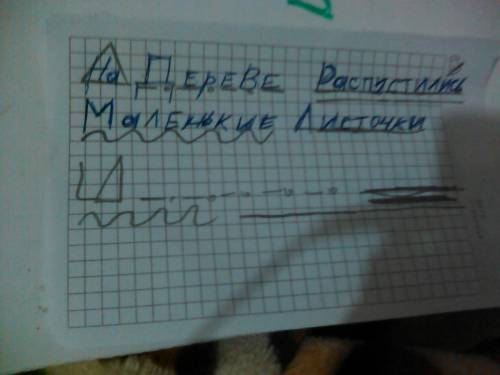 На Дереве Распустились
Маленькие Листочки